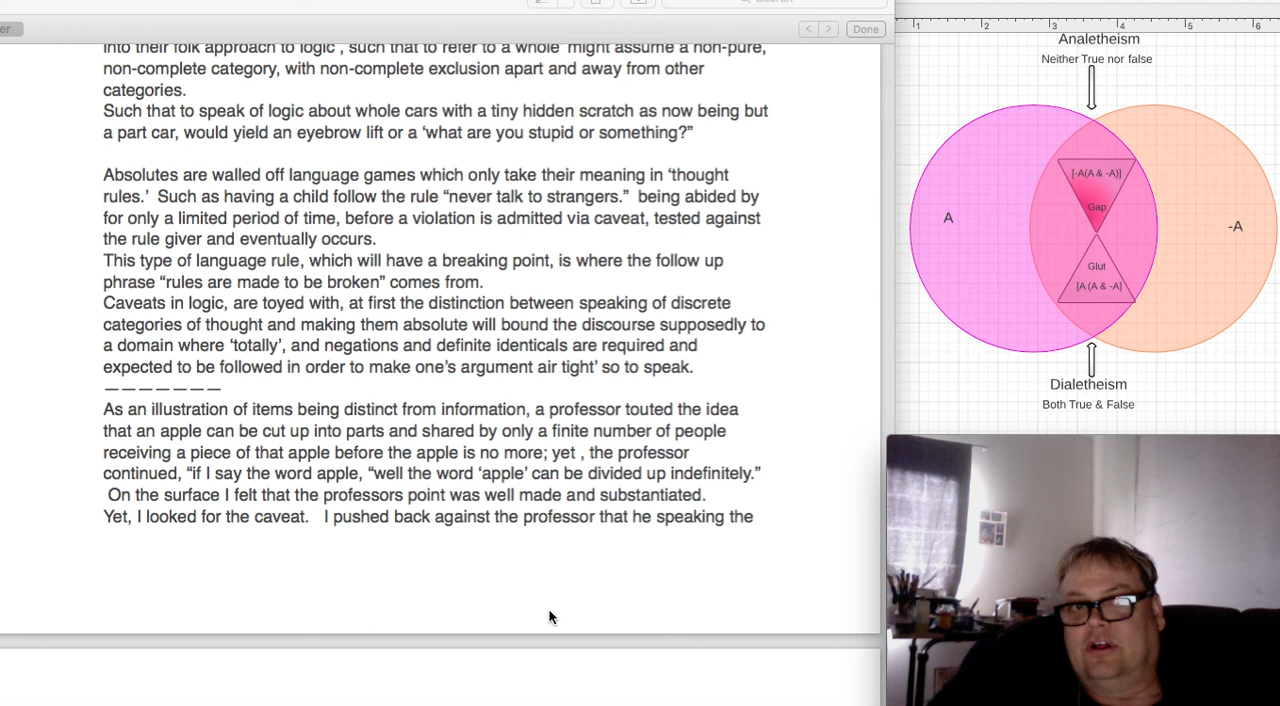 er
Search
< >
Done
into their folk approach to logic , such that to refer to a whole' might assume a non-pure,
non-complete category, with non-complete exclusion apart and away from other
categories.
Such that to speak of logic about whole cars with a tiny hidden scratch as now being but
a part car, would yield an eyebrow lift or a ‘what are you stupid or something?”
Absolutes are walled off language games which only take their meaning in ‘thought
rules.’ Such as having a child follow the rule “never talk to strangers.” being abided by
for only a limited period of time, before a violation is admitted via caveat, tested against
the rule giver and eventually occurs.
This type of language rule, which will have a breaking point, is where the follow up
phrase “rules are made to be broken” comes from.
Caveats in logic, are toyed with, at first the distinction between speaking of discrete
categories of thought and making them absolute will bound the discourse supposedly to
a domain where ‘totally’, and negations and definite identicals are required and
expected to be followed in order to make one’s argument air tight’ so to speak.
———————
As an illustration of items being distinct from information, a professor touted the idea
that an apple can be cut up into parts and shared by only a finite number of people
receiving a piece of that apple before the apple is no more; yet , the professor
continued, “if I say the word apple, “well the word ‘apple’ can be divided up indefinitely.”
On the surface I felt that the professors point was well made and substantiated.
Yet, I looked for the caveat. I pushed back against the professor that he speaking the
1 2 3 4 5 6
Analetheism
Neither True nor false
[-A(A & -A)]
Gap
A
-A
Glut
[A (A & -A]
Dialetheism
Both True & False